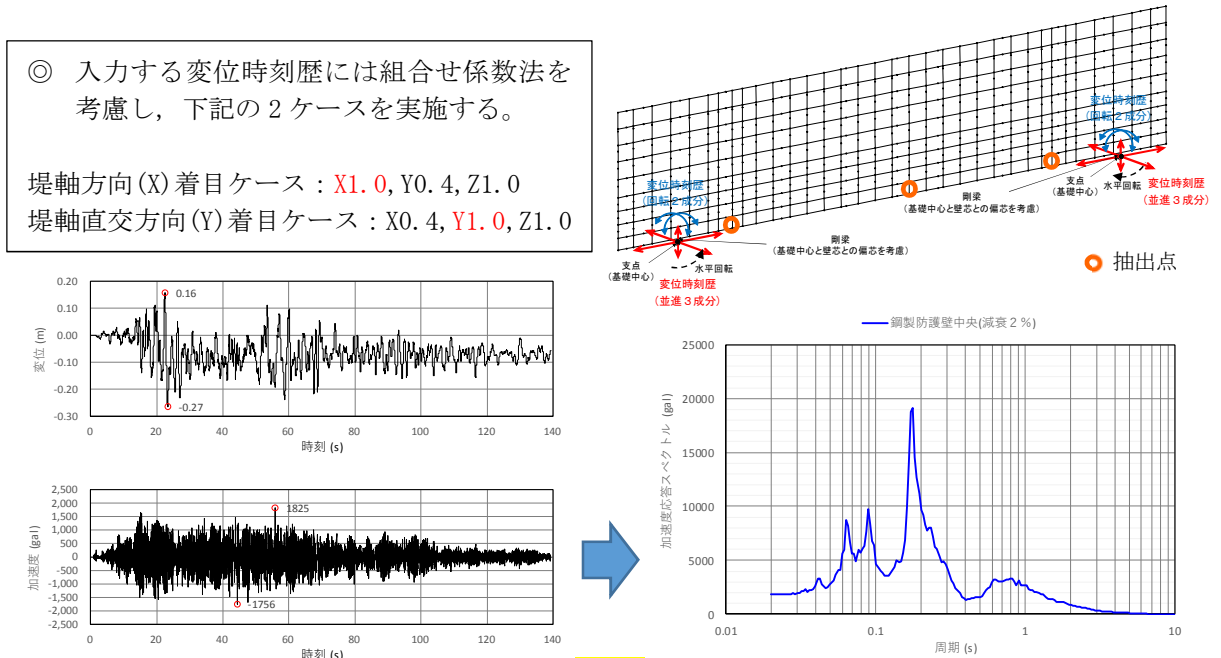 ◎ 入力する変位時刻歴には組合せ係数法を
考慮し，下記の２ケースを実施する。
堤軸方向(X)着目ケース：X1.0,Y0.4,Z1.0
堤軸直交方向(Y)着目ケース：X0.4,Y1.0,Z1.0
変位時刻歴
(回転２成分)
支点
(基礎中心)
水平回転
変位時刻歴
(並進３成分)
剛梁
(基礎中心と壁芯との偏芯を考慮)
剛梁
(基礎中心と壁芯との偏芯を考慮)
変位時刻歴
(回転２成分)
支点
(基礎中心)
水平回転
変位時刻歴
(並進３成分)
抽出点
変位 (m)
0.20
0.10
0.00
-0.10
-0.20
-0.30
0.16
-0.27
0 20 40 60 80 100 120 140
時刻 (s)
加速度 (gal)
2,500
2,000
1,500
1,000
500
0
-500
-1,000
-1,500
-2,000
-2,500
1825
-1756
0 20 40 60 80 100 120 140
時刻 (s)
鋼製防護壁中央(減衰２％)
加速度応答スペクトル (gal)
25000
20000
15000
10000
5000
0
0.01 0.1 1 10
周期 (s)